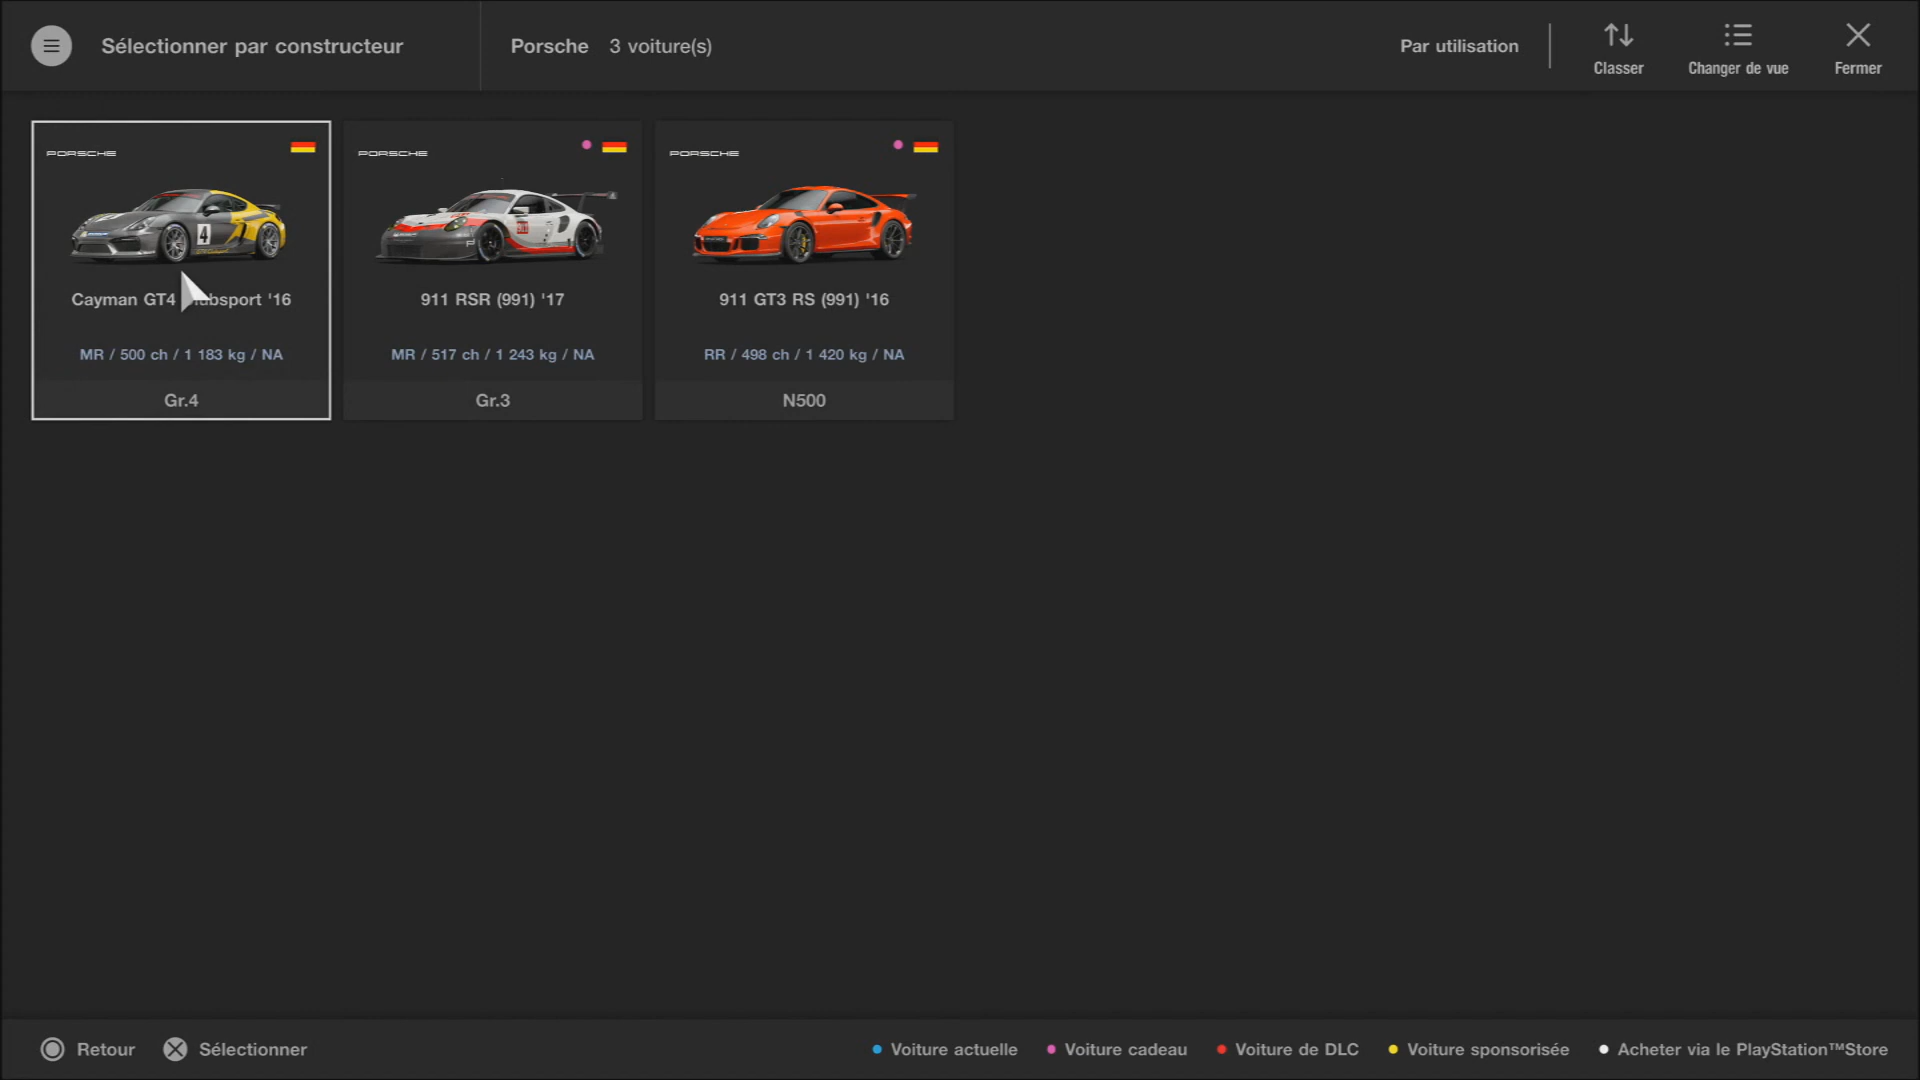 Sélectionner par constructeur
Porsche 3 voiture(s)
Par utilisation
Classer
Changer de vue
Fermer
PORSCHE
Cayman GT4 Clubsport '16
MR / 500 ch / 1 183 kg / NA
Gr.4
PORSCHE
911 RSR (991) '17
MR / 517 ch / 1 243 kg / NA
Gr.3
PORSCHE
911 GT3 RS (991) '16
RR / 498 ch / 1 420 kg / NA
N500
4
Retour
Sélectionner
Voiture actuelle
Voiture cadeau
Voiture de DLC
Voiture sponsorisée
Acheter via le PlayStation™Store